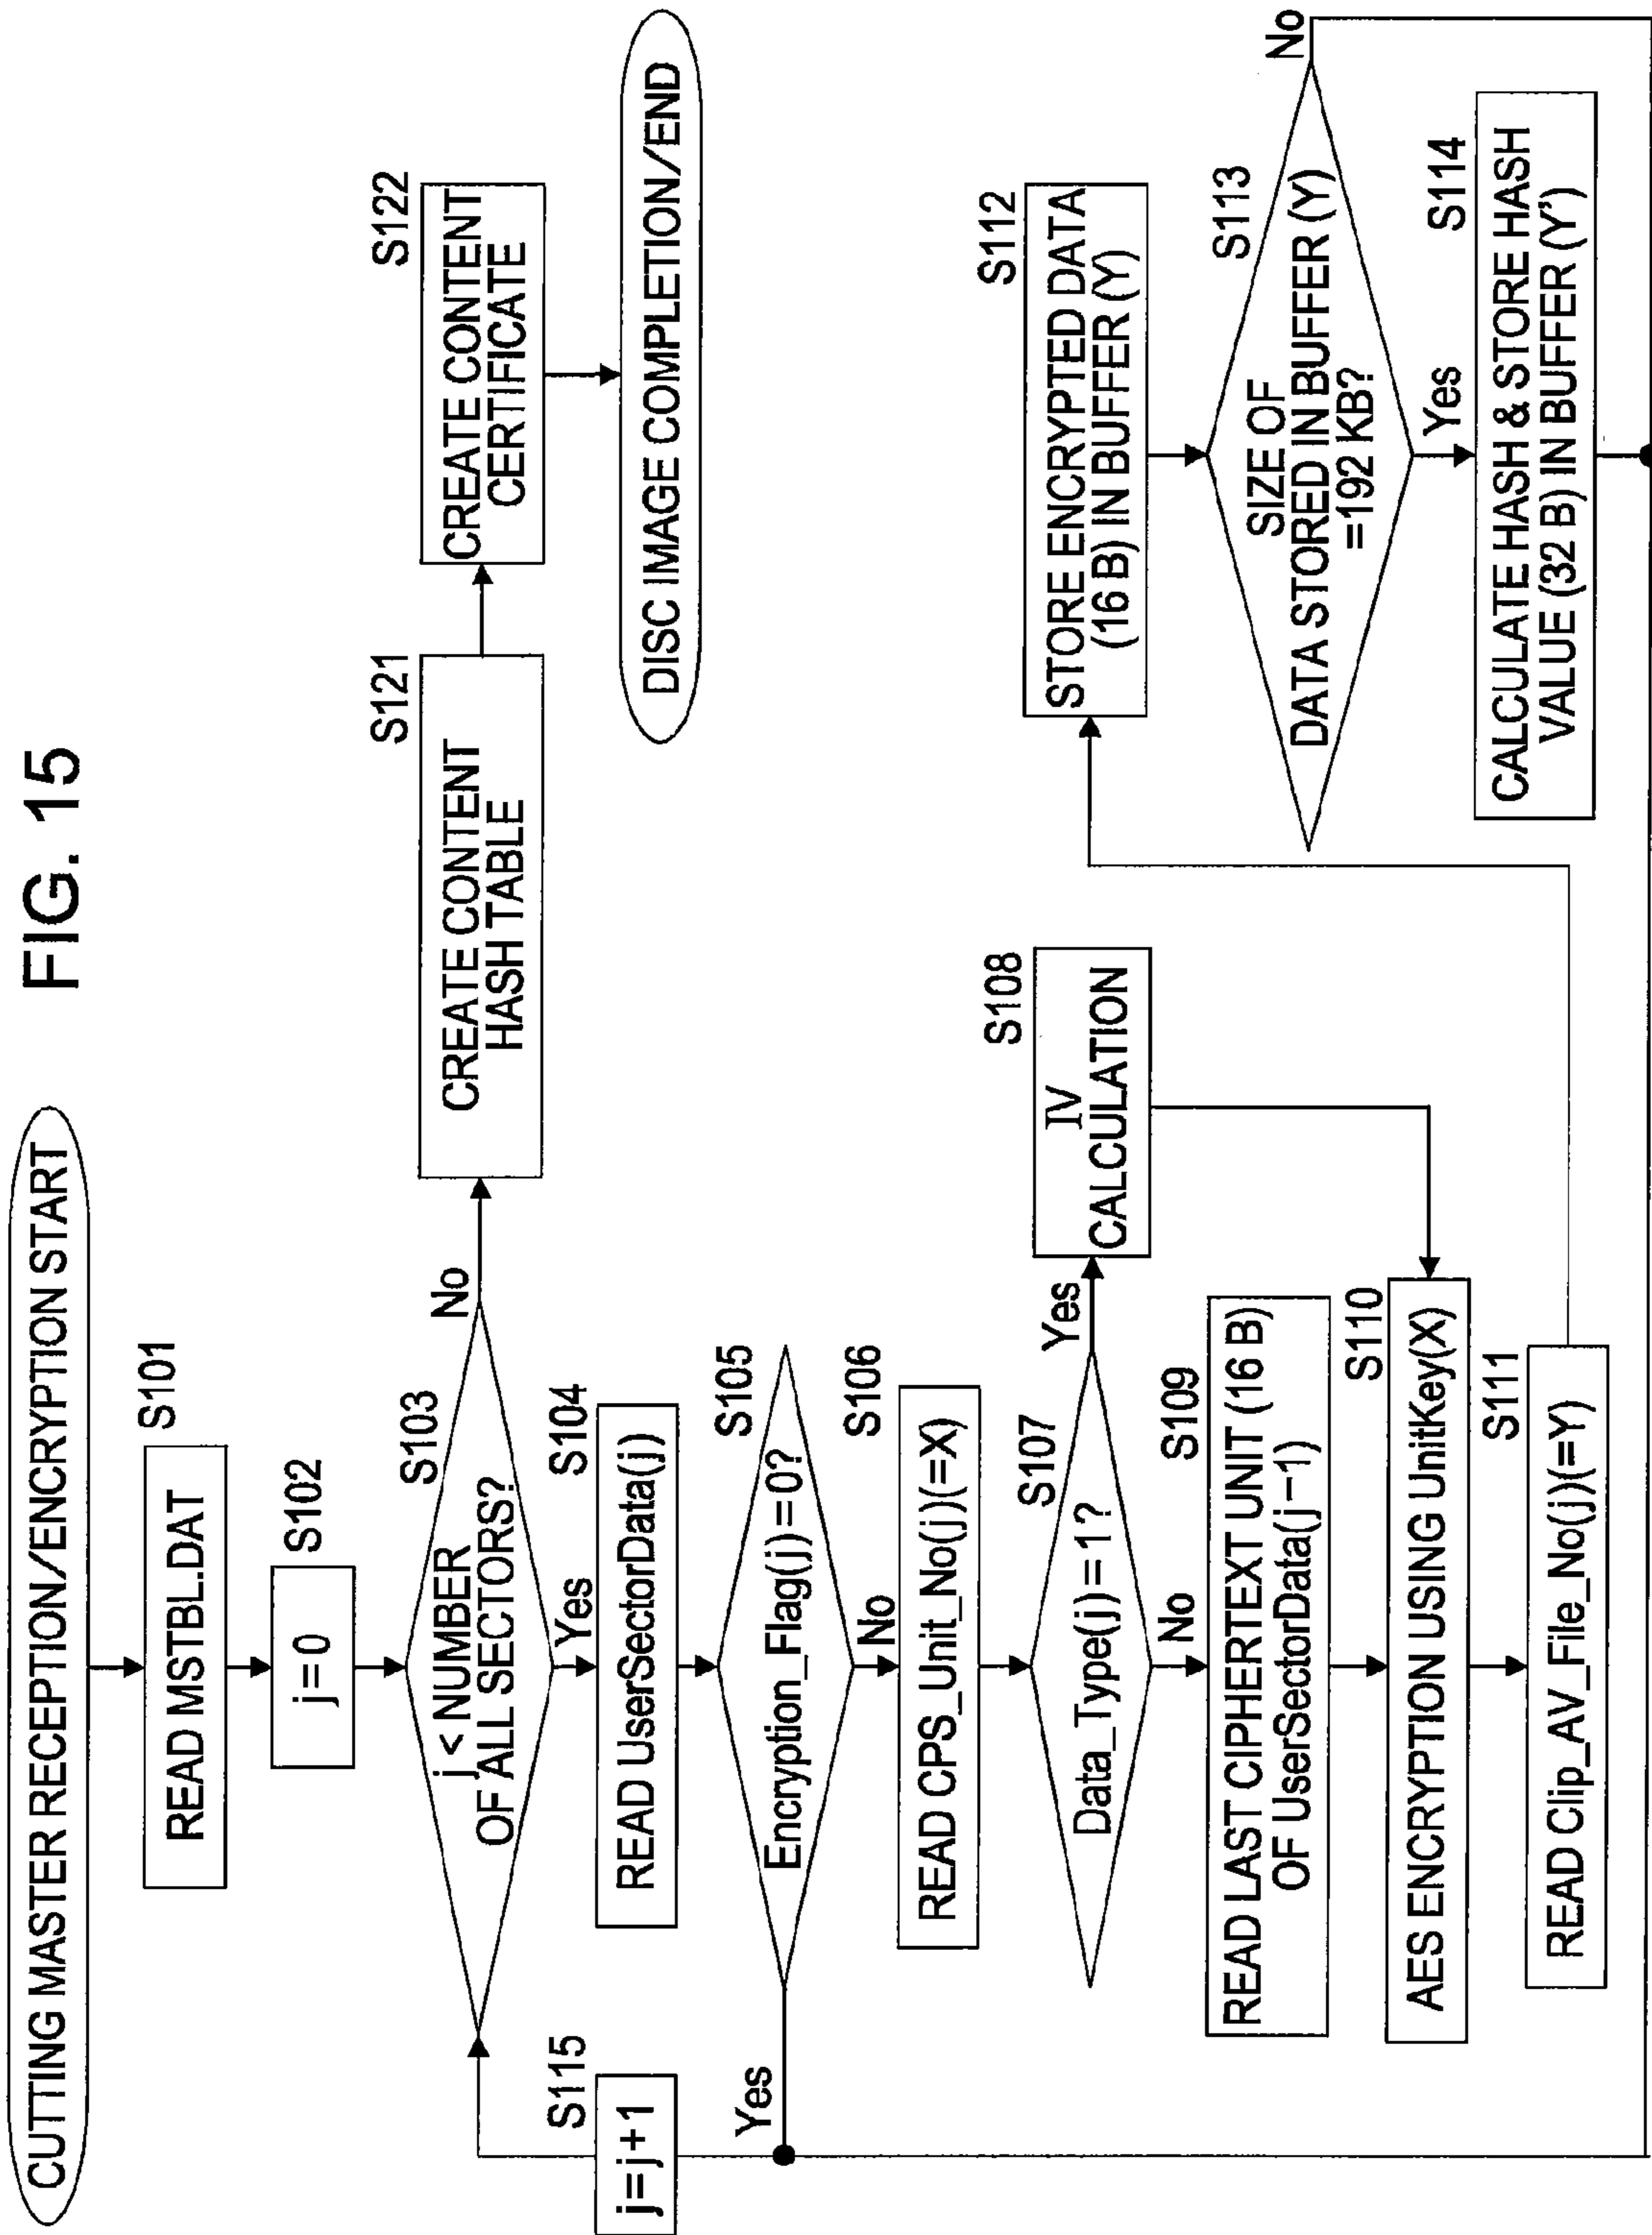 FIG. 15
CUTTING MASTER RECEPTION/ENCRYPTION START
S101
READ MSTBL.DAT
S102
j=0
S103
j < NUMBER
OF ALL SECTORS?
No
Yes
S104
READ UserSectorData(j)
S105
Encryption_Flag(j)=0?
Yes
No
S106
READ CPS_Unit_No(j)(=X)
S107
Data_Type(j)=1?
Yes
No
S108
IV
CALCULATION
S109
READ LAST CIPHERTEXT UNIT (16 B)
OF UserSectorData(j−1)
S110
AES ENCRYPTION USING UnitKey(X)
S111
READ Clip_AV_File_No(j)(=Y)
S112
STORE ENCRYPTED DATA
(16 B) IN BUFFER (Y)
S113
SIZE OF
DATA STORED IN BUFFER (Y)
=192 KB?
No
Yes
S114
CALCULATE HASH & STORE HASH
VALUE (32 B) IN BUFFER (Y')
S115
j=j+1
S121
CREATE CONTENT
HASH TABLE
S122
CREATE CONTENT
CERTIFICATE
DISC IMAGE COMPLETION/END